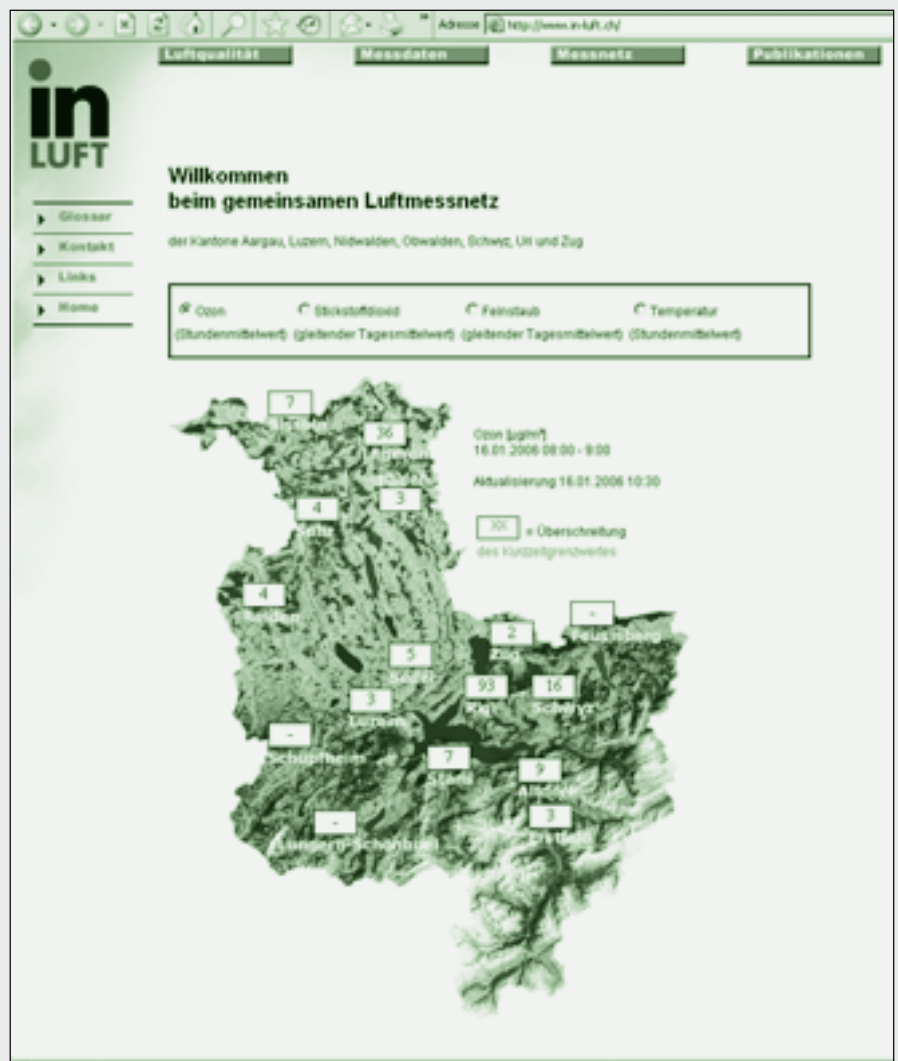 Adresse http://www.in-luft.ch/
Luftqualität Messdaten Messnetz Publikationen
in
LUFT
Willkommen
beim gemeinsamen Luftmessnetz
der Kantone Aargau, Luzern, Nidwalden, Obwalden, Schwyz, Uri und Zug
Glossar
Kontakt
Links
Home
Ozon Stickstoffdioxid Feinstaub Temperatur
(Stundenmittelwert) (gleitender Tagesmittelwert) (gleitender Tagesmittelwert) (Stundenmittelwert)
Ozon [µg/m³]
16.01.2006 08:00 - 9:00
Aktualisierung 16.01.2006 10:30
XX = Überschreitung
des Kurzzeitgrenzwertes
7
36
3
4
4
-
Feusisberg
2
Zug
5
Sedel
93
Rigi
16
Schwyz
3
Luzern
-
Schüpfheim
7
Stans
9
Altdorf
3
-